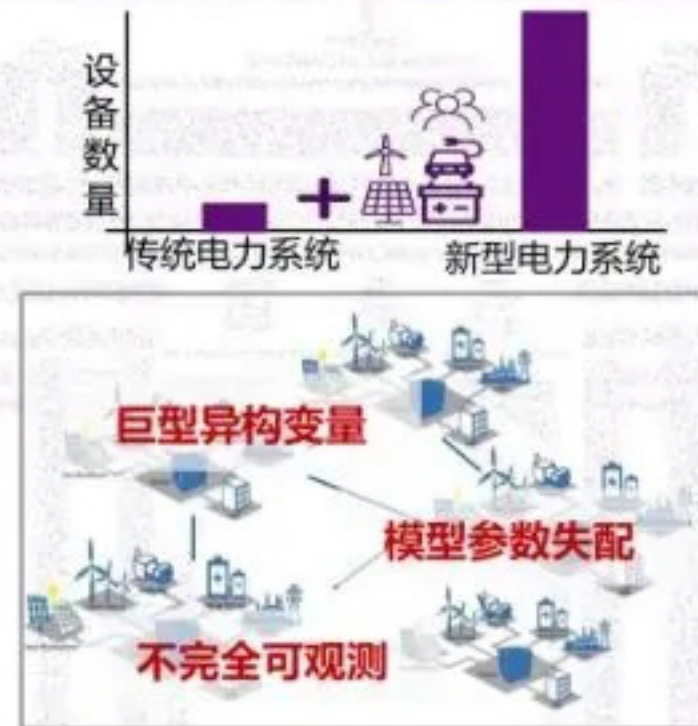 设备数量
传统电力系统
新型电力系统
巨型异构变量
模型参数失配
不完全可观测